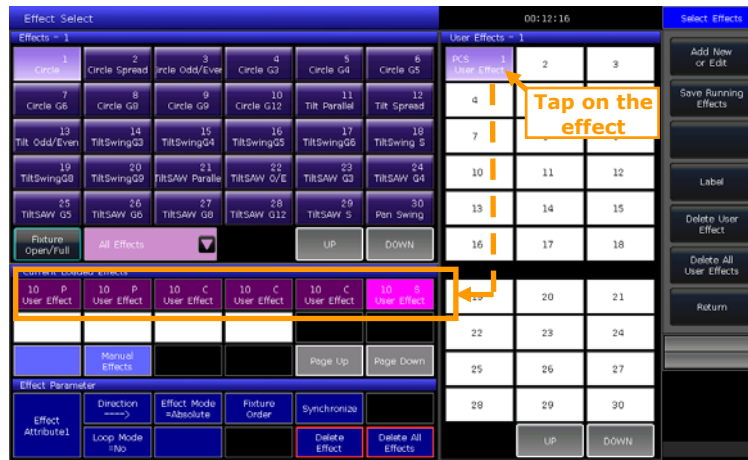 Effect Select
00:12:16
Select Effects
Effects - 1
1 2 3 4 5 6
Circle Circle Spread ircle Odd/Ever Circle G3 Circle G4 Circle G5
7 8 9 10 11 12
Circle G6 Circle G8 Circle G9 Circle G12 Tilt Parallel Tilt Spread
13 14 15 16 17 18
Tilt Odd/Even TiltSwingG3 TiltSwingG4 TiltSwingG5 TiltSwingG6 TiltSwing S
19 20 21 22 23 24
TiltSwingG8 TiltSwingG9 TiltSAW Paralle TiltSAW O/E TiltSAW G3 TiltSAW G4
25 26 27 28 29 30
TiltSAW G5 TiltSAW G6 TiltSAW G8 TiltSAW G12 TiltSAW S Pan Swing
Fixture
Open/Full
All Effects
UP DOWN
Current Loaded Effects
10 P 10 P 10 C 10 C 10 C 10 S
User Effect User Effect User Effect User Effect User Effect User Effect
Manual
Effects
Page Up Page Down
Effect Parameter
Effect
Attribute1
Direction
---->
Effect Mode
=Absolute
Fixture
Order
Synchronize
Loop Mode
=No
Delete
Effect
Delete All
Effects
User Effects - 1
PCS 1
User Effect
2 3
4
Tap on the
effect
7
10 11 12
13 14 15
16 17 18
19 20 21
22 23 24
25 26 27
28 29 30
UP DOWN
Add New
or Edit
Save Running
Effects
Label
Delete User
Effect
Delete All
User Effects
Return